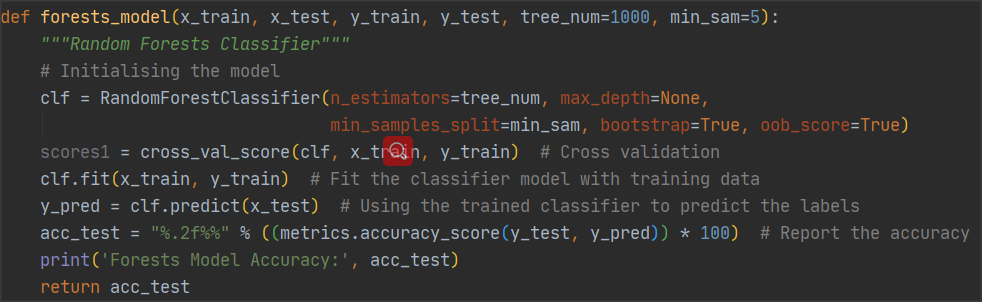 def forests_model(x_train, x_test, y_train, y_test, tree_num=1000, min_sam=5):
    """Random Forests Classifier"""
    # Initialising the model
    clf = RandomForestClassifier(n_estimators=tree_num, max_depth=None,
                                 min_samples_split=min_sam, bootstrap=True, oob_score=True)
    scores1 = cross_val_score(clf, x_train, y_train)  # Cross validation
    clf.fit(x_train, y_train)  # Fit the classifier model with training data
    y_pred = clf.predict(x_test)  # Using the trained classifier to predict the labels
    acc_test = "%.2f%%" % ((metrics.accuracy_score(y_test, y_pred)) * 100)  # Report the accuracy
    print('Forests Model Accuracy:', acc_test)
    return acc_test